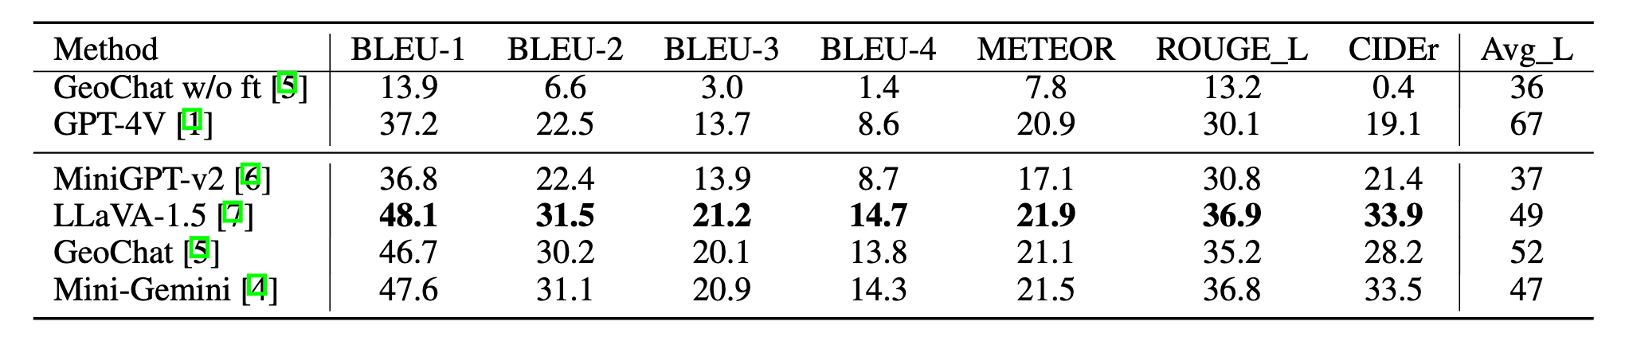 Method BLEU-1 BLEU-2 BLEU-3 BLEU-4 METEOR ROUGE_L CIDEr Avg_L
GeoChat w/o ft [5] 13.9 6.6 3.0 1.4 7.8 13.2 0.4 36
GPT-4V [1] 37.2 22.5 13.7 8.6 20.9 30.1 19.1 67
MiniGPT-v2 [6] 36.8 22.4 13.9 8.7 17.1 30.8 21.4 37
LLaVA-1.5 [7] 48.1 31.5 21.2 14.7 21.9 36.9 33.9 49
GeoChat [5] 46.7 30.2 20.1 13.8 21.1 35.2 28.2 52
Mini-Gemini [4] 47.6 31.1 20.9 14.3 21.5 36.8 33.5 47